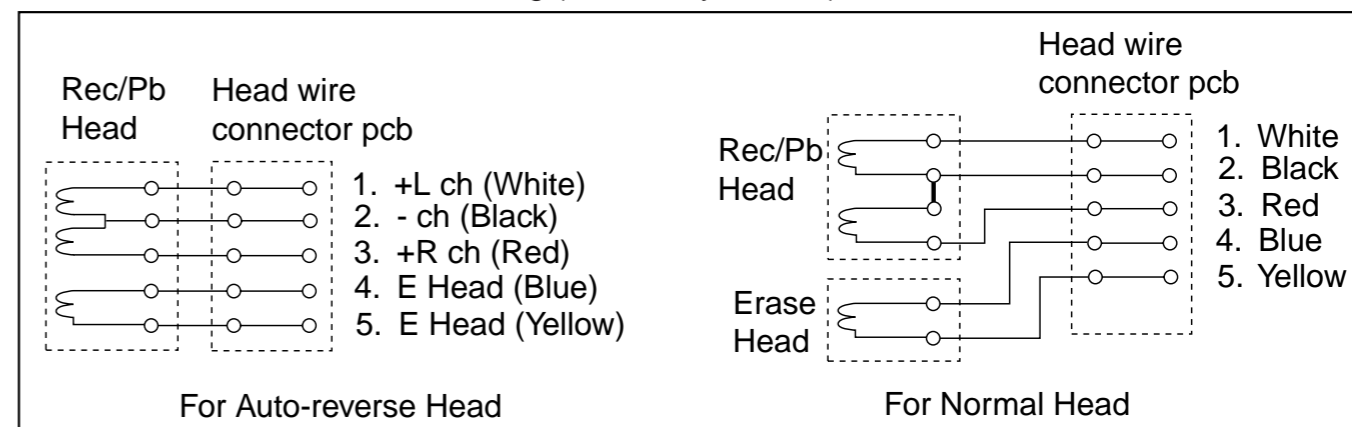 Rec/Pb
Head
Head wire
connector pcb
1. +L ch (White)
2. - ch (Black)
3. +R ch (Red)
4. E Head (Blue)
5. E Head (Yellow)
For Auto-reverse Head
Head wire
connector pcb
Rec/Pb
Head
Erase
Head
1. White
2. Black
3. Red
4. Blue
5. Yellow
For Normal Head